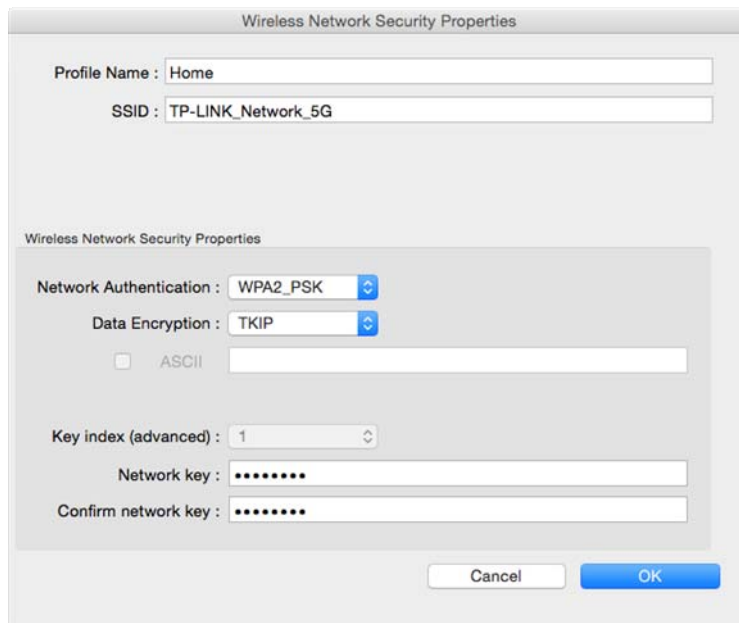 Wireless Network Security Properties
Profile Name : Home
SSID : TP-LINK_Network_5G
Wireless Network Security Properties
Network Authentication : WPA2_PSK
Data Encryption : TKIP
ASCII
Key index (advanced) : 1
Network key : ••••••••
Confirm network key : ••••••••
Cancel OK